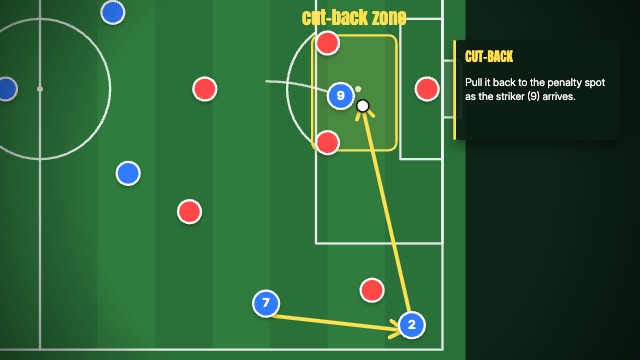 cut-back zone
CUT-BACK
Pull it back to the penalty spot
as the striker (9) arrives.
9
7
2